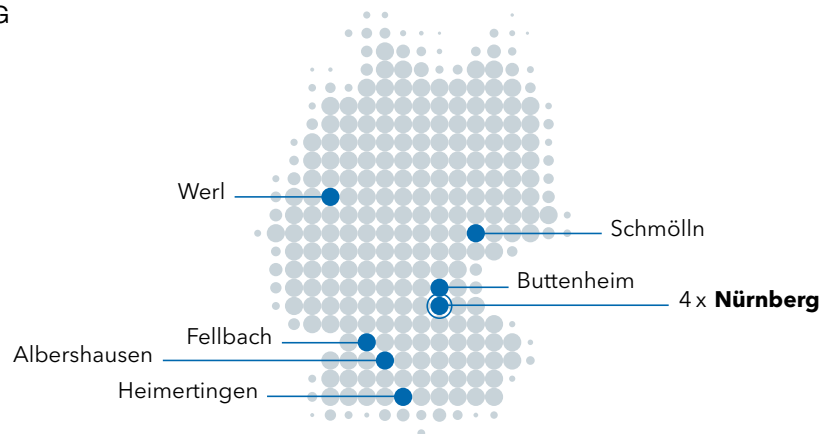 G
Werl
Schmölln
Buttenheim
4 x Nürnberg
Fellbach
Albershausen
Heimertingen